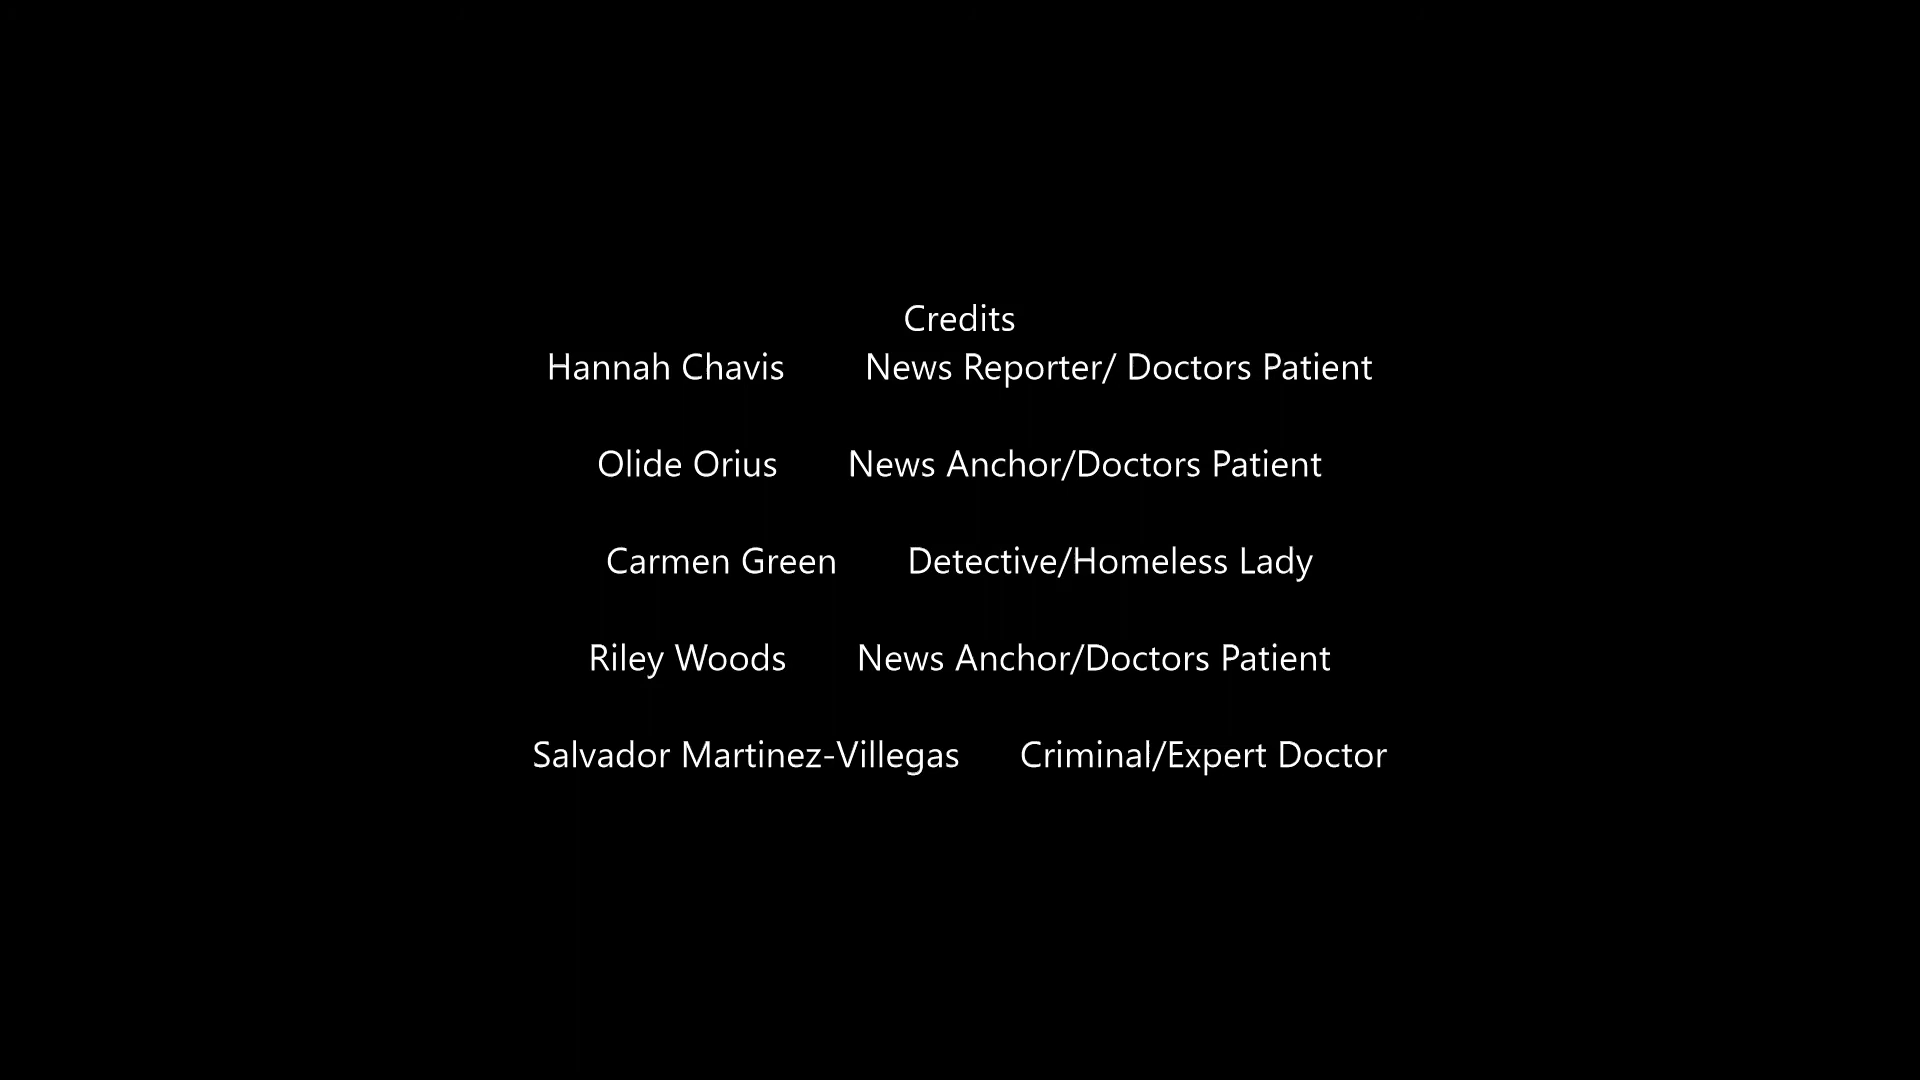 Credits
Hannah Chavis News Reporter/ Doctors Patient
Olide Orius News Anchor/Doctors Patient
Carmen Green Detective/Homeless Lady
Riley Woods News Anchor/Doctors Patient
Salvador Martinez-Villegas Criminal/Expert Doctor